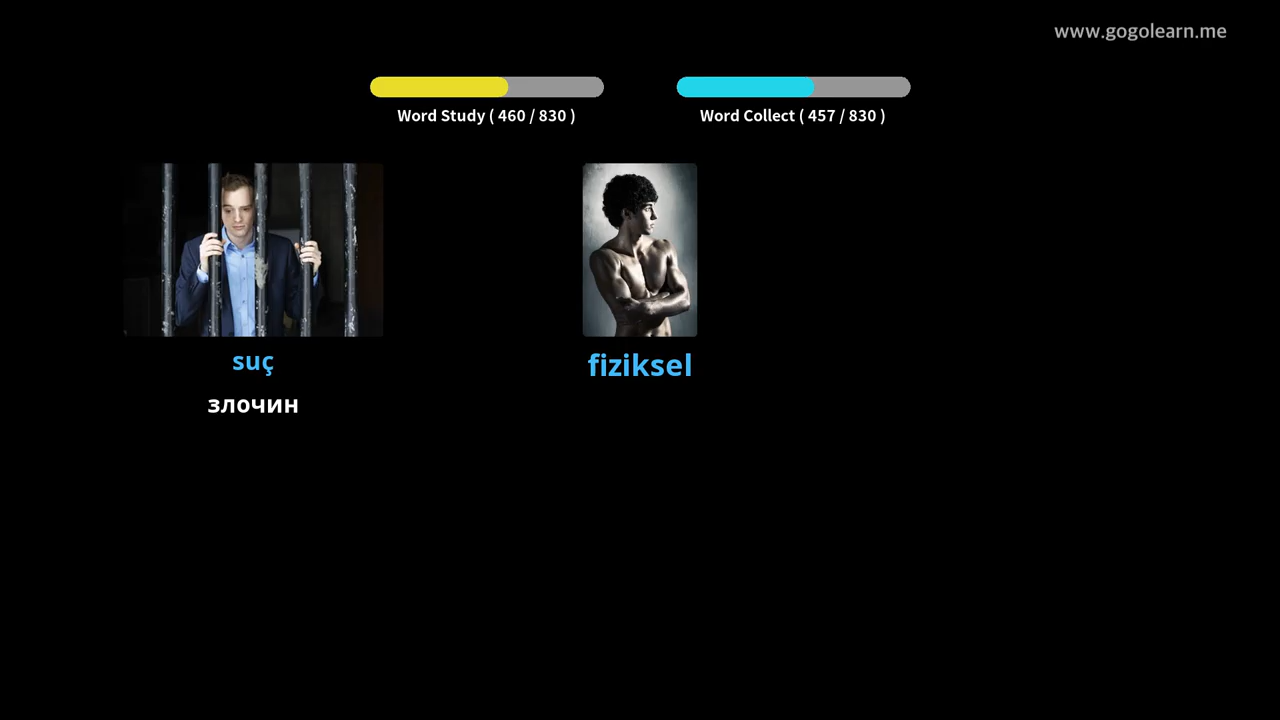 www.gogolearn.me
Word Study ( 460 / 830 )
Word Collect ( 457 / 830 )
suç
злочин
fiziksel